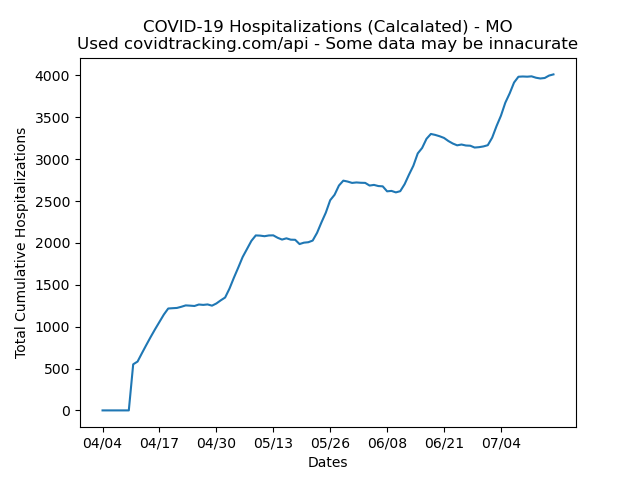 COVID-19 Hospitalizations (Calcalated) - MO
Used covidtracking.com/api - Some data may be innacurate
Total Cumulative Hospitalizations
4000
3500
3000
2500
2000
1500
1000
500
0
04/04 04/17 04/30 05/13 05/26 06/08 06/21 07/04
Dates